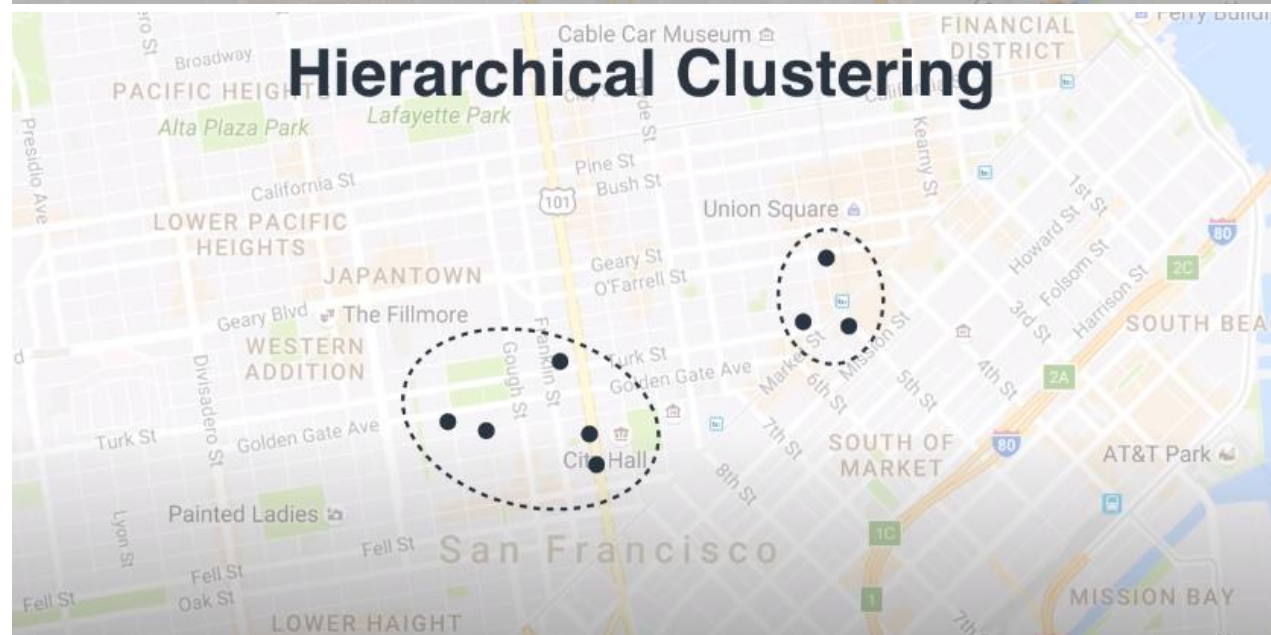 Cable Car Museum
FINANCIAL
DISTRICT
Broadway
Hierarchical Clustering
PACIFIC HEIGHTS
Alta Plaza Park
Lafayette Park
California St
Kearny St
Presidio Ave
Pine St
Bush St
California St
101
1st St
LOWER PACIFIC
HEIGHTS
Union Square
Howard St
80
Folsom St
2C
JAPANTOWN
Geary St
O'Farrell St
Harrison St
Geary Blvd
The Fillmore
3rd St
SOUTH BEA
WESTERN
ADDITION
Franklin St
Gough St
Turk St
Golden Gate Ave
Market St
Mission St
6th St
5th St
4th St
2A
Divisadero St
Turk St
Golden Gate Ave
7th St
SOUTH OF
MARKET
80
AT&T Park
City Hall
8th St
Painted Ladies
Lyon St
Fell St
San Francisco
1C
Fell St
Oak St
Fell St
1
MISSION BAY
LOWER HAIGHT
7th